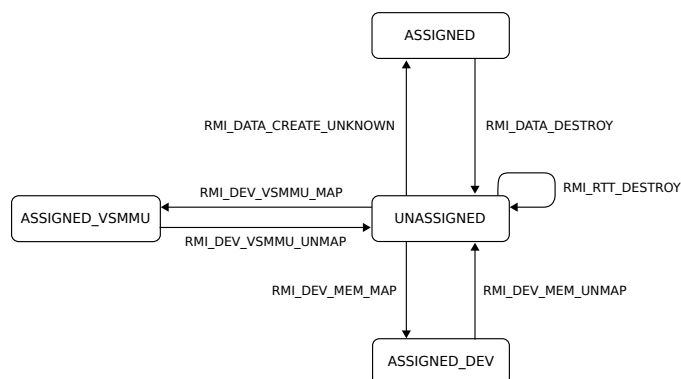 ASSIGNED
RMI_DATA_CREATE_UNKNOWN
RMI_DATA_DESTROY
RMI_DEV_VSMMU_MAP
RMI_RTT_DESTROY
ASSIGNED_VSMMU
UNASSIGNED
RMI_DEV_VSMMU_UNMAP
RMI_DEV_MEM_MAP
RMI_DEV_MEM_UNMAP
ASSIGNED_DEV